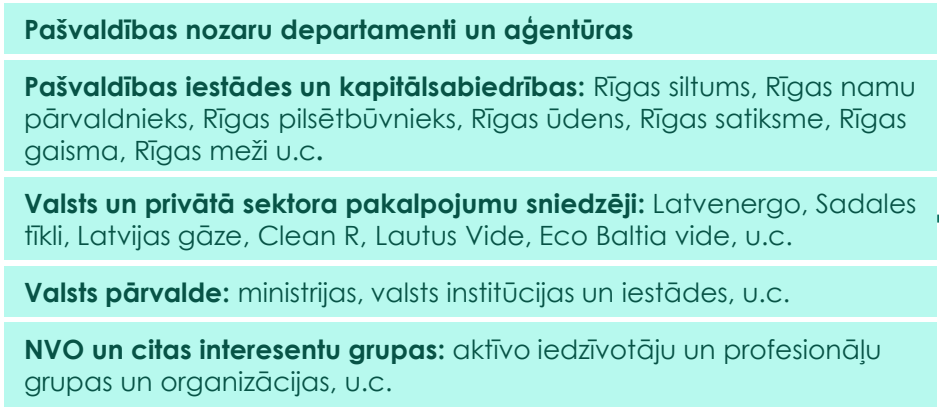 Pašvaldības nozaru departamenti un aģentūras
Pašvaldības iestādes un kapitālsabiedrības: Rīgas siltums, Rīgas namu
pārvaldnieks, Rīgas pilsētbūvnieks, Rīgas ūdens, Rīgas satiksme, Rīgas
gaisma, Rīgas meži u.c.
Valsts un privātā sektora pakalpojumu sniedzēji: Latvenergo, Sadales
tīkli, Latvijas gāze, Clean R, Lautus Vide, Eco Baltia vide, u.c.
Valsts pārvalde: ministrijas, valsts institūcijas un iestādes, u.c.
NVO un citas interesentu grupas: aktīvo iedzīvotāju un profesionāļu
grupas un organizācijas, u.c.